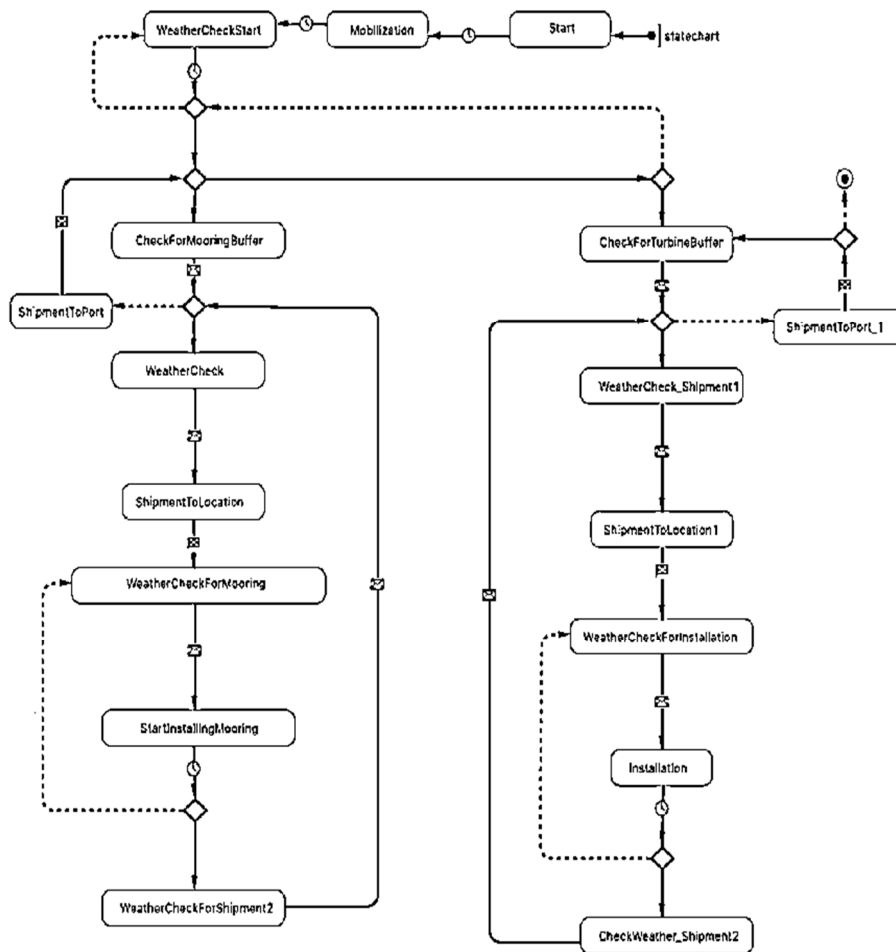 WeatherCheckStart
Mobilization
Start
statechart
CheckForMooringBuffer
CheckForTurbineBuffer
ShipmentToPort
ShipmentToPort_1
WeatherCheck
WeatherCheck_Shipment1
ShipmentToLocation
ShipmentToLocation1
WeatherCheckForMooring
WeatherCheckForInstallation
StartInstallingMooring
Installation
WeatherCheckForShipment2
CheckWeather_Shipment2